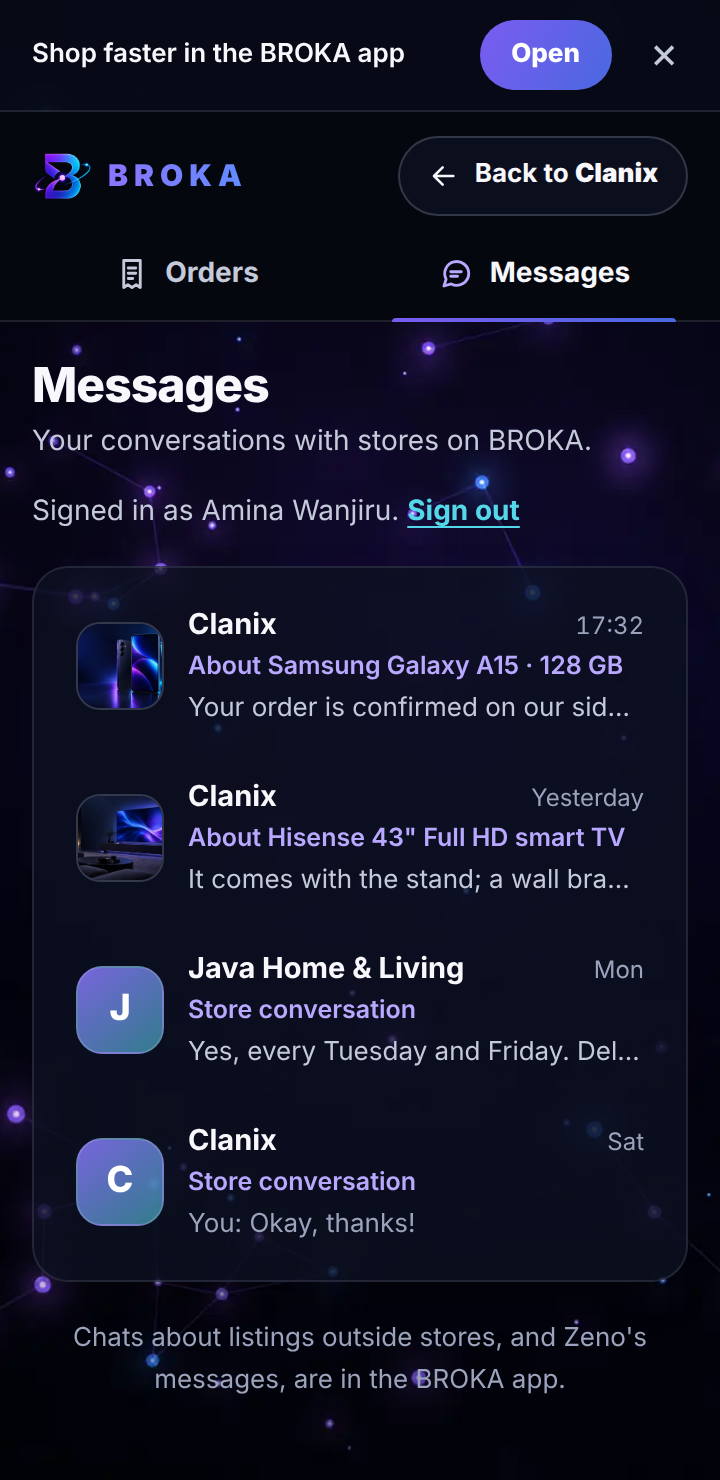 Shop faster in the BROKA app
Open
BROKA
Back to Clanix
Orders
Messages
Messages
Your conversations with stores on BROKA.
Signed in as Amina Wanjiru. Sign out
Clanix
17:32
About Samsung Galaxy A15 · 128 GB
Your order is confirmed on our sid...
Clanix
Yesterday
About Hisense 43" Full HD smart TV
It comes with the stand; a wall bra...
J
Java Home & Living
Mon
Store conversation
Yes, every Tuesday and Friday. Del...
C
Clanix
Sat
Store conversation
You: Okay, thanks!
Chats about listings outside stores, and Zeno's
messages, are in the BROKA app.